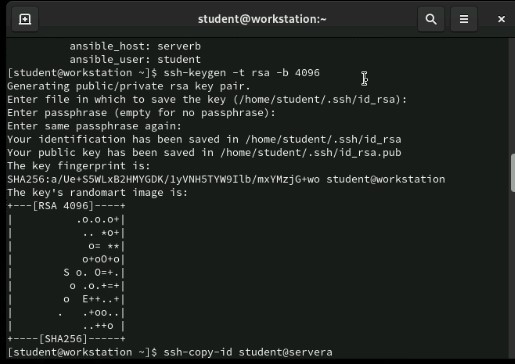 student@workstation:~
ansible_host: serverb
ansible_user: student
[student@workstation ~]$ ssh-keygen -t rsa -b 4096
Generating public/private rsa key pair.
Enter file in which to save the key (/home/student/.ssh/id_rsa):
Enter passphrase (empty for no passphrase):
Enter same passphrase again:
Your identification has been saved in /home/student/.ssh/id_rsa
Your public key has been saved in /home/student/.ssh/id_rsa.pub
The key fingerprint is:
SHA256:a/Ue+S5WLxB2HMYGDK/1yVNH5TYW9Ilb/mxYMzjG+wo student@workstation
The key's randomart image is:
+---[RSA 4096]----+
|          .o.o.o+|
|           .. *o+|
|            o= **|
|           o+oO+o|
|        S o. O=+.|
|         o .o.+=+|
|        o  E++..+|
|       .   .+oo..|
|           ..++o |
+----[SHA256]-----+
[student@workstation ~]$ ssh-copy-id student@servera